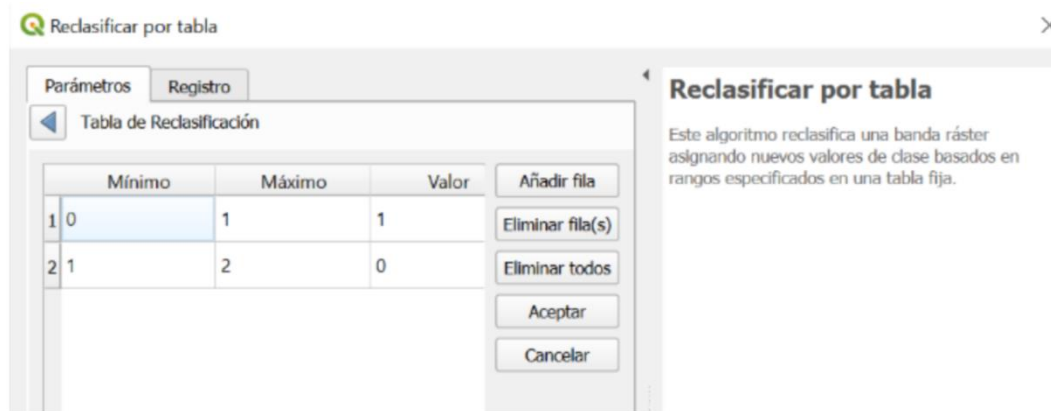 Reclasificar por tabla
Parámetros Registro
Tabla de Reclasificación
Mínimo Máximo Valor
1 0 1 1
2 1 2 0
Añadir fila
Eliminar fila(s)
Eliminar todos
Aceptar
Cancelar
Reclasificar por tabla
Este algoritmo reclasifica una banda ráster
asignando nuevos valores de clase basados en
rangos especificados en una tabla fija.